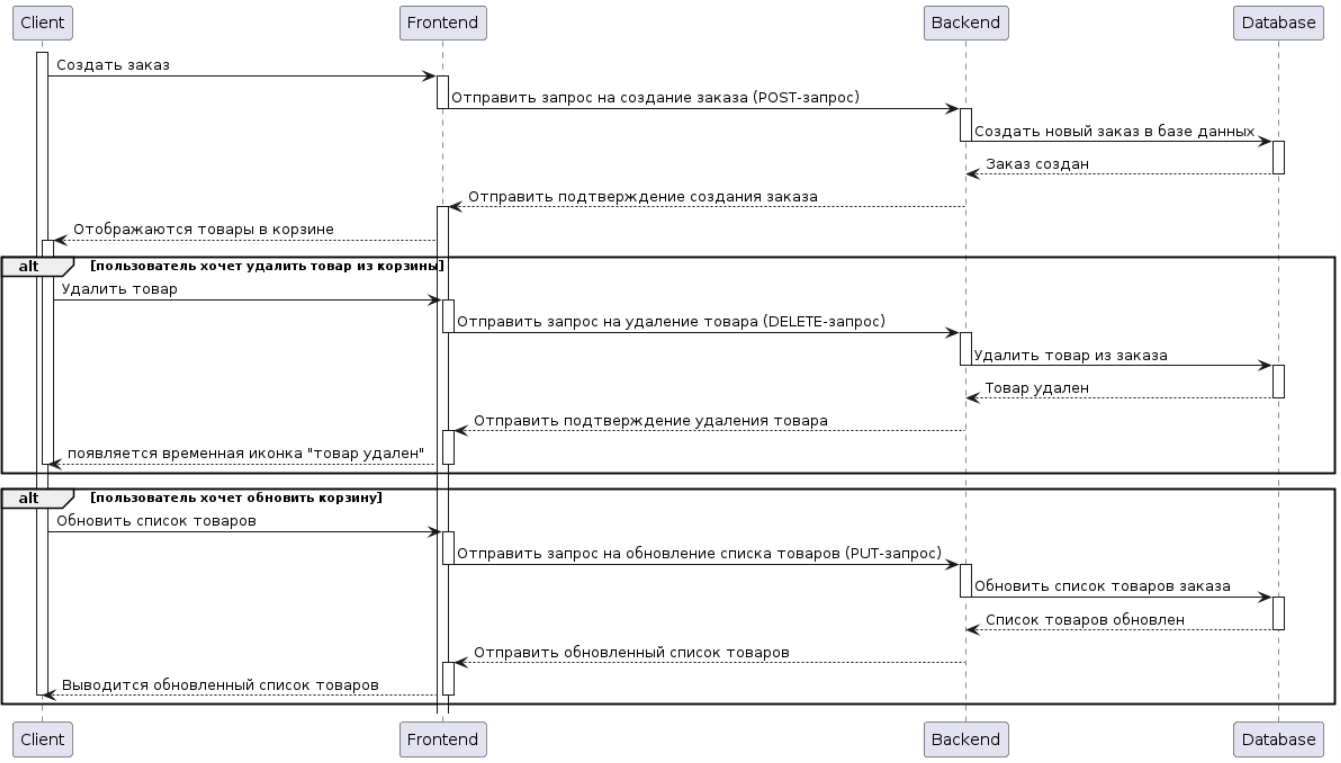 Client
Frontend
Backend
Database
Создать заказ
Отправить запрос на создание заказа (POST-запрос)
Создать новый заказ в базе данных
Заказ создан
Отправить подтверждение создания заказа
Отображаются товары в корзине
alt [пользователь хочет удалить товар из корзины]
Удалить товар
Отправить запрос на удаление товара (DELETE-запрос)
Удалить товар из заказа
Товар удален
Отправить подтверждение удаления товара
появляется временная иконка "товар удален"
alt [пользователь хочет обновить корзину]
Обновить список товаров
Отправить запрос на обновление списка товаров (PUT-запрос)
Обновить список товаров заказа
Список товаров обновлен
Отправить обновленный список товаров
Выводится обновленный список товаров
Client
Frontend
Backend
Database